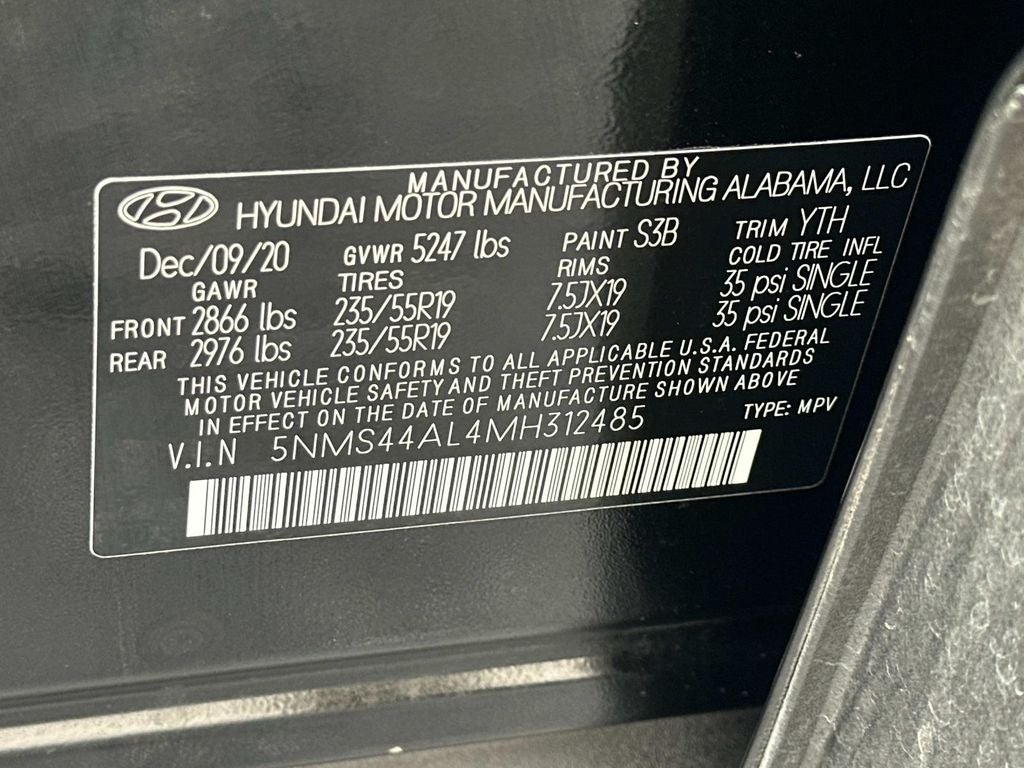 MANUFACTURED BY
HYUNDAI MOTOR MANUFACTURING ALABAMA, LLC
Dec/09/20 GVWR 5247 lbs PAINT S3B TRIM YTH
GAWR TIRES RIMS COLD TIRE INFL
FRONT 2866 lbs 235/55R19 7.5JX19 35 psi SINGLE
REAR 2976 lbs 235/55R19 7.5JX19 35 psi SINGLE
THIS VEHICLE CONFORMS TO ALL APPLICABLE U.S.A. FEDERAL
MOTOR VEHICLE SAFETY AND THEFT PREVENTION STANDARDS
IN EFFECT ON THE DATE OF MANUFACTURE SHOWN ABOVE
V.I.N 5NMS44AL4MH312485 TYPE: MPV